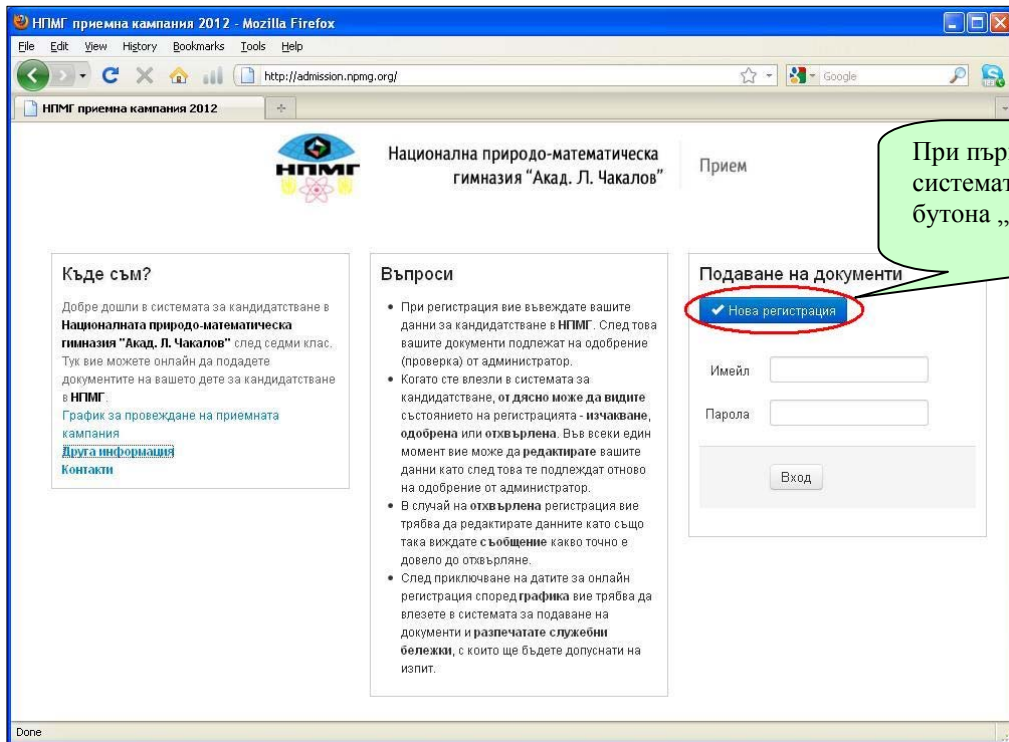 НПМГ приемна кампания 2012 - Mozilla Firefox
File Edit View History Bookmarks Tools Help
http://admission.npmg.org/
Google
НПМГ приемна кампания 2012
НПМГ
Национална природо-математическа
гимназия "Акад. Л. Чакалов"
Прием
При
системат
бутона „
Къде съм?
Добре дошли в системата за кандидатстване в
Националната природо-математическа
гимназия "Акад. Л. Чакалов" след седми клас.
Тук вие можете онлайн да подадете
документите на вашето дете за кандидатстване
в НПМГ.
График за провеждане на приемната
кампания
Друга информация
Контакти
Въпроси
• При регистрация вие въвеждате вашите
данни за кандидатстване в НПМГ. След това
вашите документи подлежат на одобрение
(проверка) от администратор.
• Когато сте влезли в системата за
кандидатстване, от дясно може да видите
състоянието на регистрацията - изчакване,
одобрена или отхвърлена. Във всеки един
момент вие може да редактирате вашите
данни като след това те подлеждат отново
на одобрение от администратор.
• В случай на отхвърлена регистрация вие
трябва да редактирате данните като също
така виждате съобщение какво точно е
довело до отхвърляне.
• След приключване на датите за онлайн
регистрация според графика вие трябва да
влезете в системата за подаване на
документи и разпечатате служебни
бележки, с които ще бъдете допуснати на
изпит.
Подаване на документи
Нова регистрация
Имейл
Парола
Вход
Done